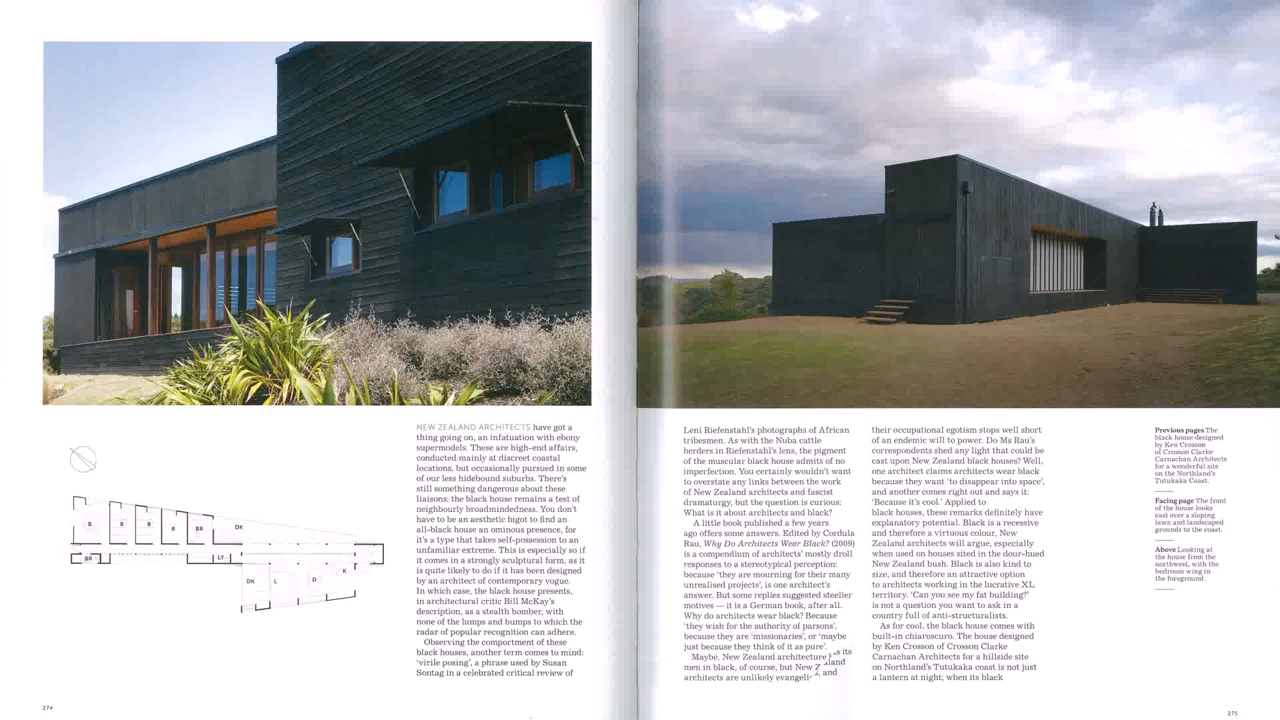 B
B
B
B
BR
DK
BR
LY
K
DK
L
D
NEW ZEALAND ARCHITECTS have got a
thing going on, an infatuation with ebony
supermodels. These are high-end affairs,
conducted mainly at discreet coastal
locations, but occasionally pursued in some
of our less hidebound suburbs. There's
still something dangerous about these
liaisons: the black house remains a test of
neighbourly broadmindedness. You don't
have to be an aesthetic bigot to find an
all-black house an ominous presence, for
it's a type that takes self-possession to an
unfamiliar extreme. This is especially so if
it comes in a strongly sculptural form, as it
is quite likely to do if it has been designed
by an architect of contemporary vogue.
In which case, the black house presents,
in architectural critic Bill McKay's
description, as a stealth bomber, with
none of the lumps and bumps to which the
radar of popular recognition can adhere.
Observing the comportment of these
black houses, another term comes to mind:
'virile posing', a phrase used by Susan
Sontag in a celebrated critical review of
274
Leni Riefenstahl's photographs of African
tribesmen. As with the Nuba cattle
herders in Riefenstahl's lens, the pigment
of the muscular black house admits of no
imperfection. You certainly wouldn't want
to overstate any links between the work
of New Zealand architects and fascist
dramaturgy, but the question is curious:
What is it about architects and black?
A little book published a few years
ago offers some answers. Edited by Cordula
Rau, Why Do Architects Wear Black? (2009)
is a compendium of architects' mostly droll
responses to a stereotypical perception:
because 'they are mourning for their many
unrealised projects', is one architect's
answer. But some replies suggested steelier
motives — it is a German book, after all.
Why do architects wear black? Because
'they wish for the authority of parsons',
because they are 'missionaries', or 'maybe
just because they think of it as pure'.
Maybe. New Zealand architecture as its
men in black, of course, but New Z aland
architects are unlikely evangeli s, and
their occupational egotism stops well short
of an endemic will to power. Do Ms Rau's
correspondents shed any light that could be
cast upon New Zealand black houses? Well,
one architect claims architects wear black
because they want 'to disappear into space',
and another comes right out and says it:
'Because it's cool.' Applied to
black houses, these remarks definitely have
explanatory potential. Black is a recessive
and therefore a virtuous colour, New
Zealand architects will argue, especially
when used on houses sited in the dour-hued
New Zealand bush. Black is also kind to
size, and therefore an attractive option
to architects working in the lucrative XL
territory. 'Can you see my fat building?'
is not a question you want to ask in a
country full of anti-structuralists.
As for cool, the black house comes with
built-in chiaroscuro. The house designed
by Ken Crosson of Crosson Clarke
Carnachan Architects for a hillside site
on Northland's Tutukaka coast is not just
a lantern at night; when its black
Previous pages The
black house designed
by Ken Crosson
of Crosson Clarke
Carnachan Architects
for a wonderful site
on the Northland's
Tutukaka Coast.
Facing page The front
of the house looks
east over a sloping
lawn and landscaped
grounds to the coast.
Above Looking at
the house from the
northwest, with the
bedroom wing in
the foreground.
275